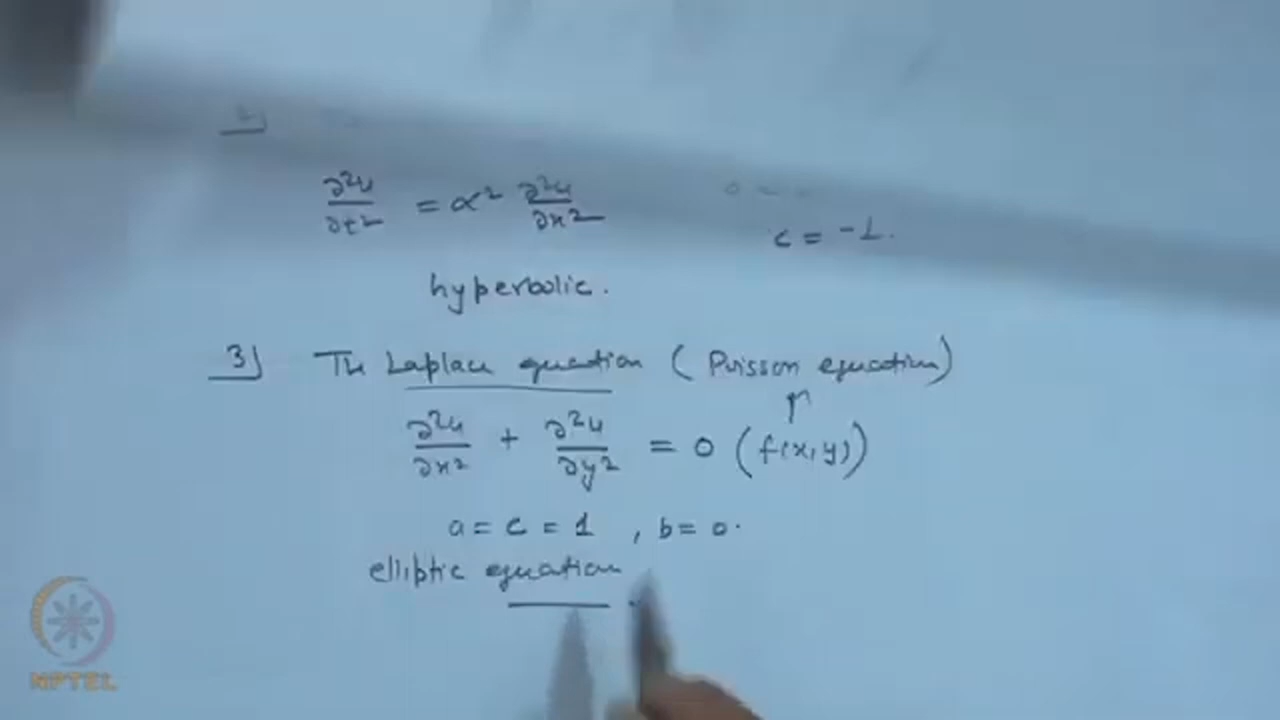 2)
∂²u/∂t² = α² ∂²u/∂x²
c = -1.
hyperbolic.
3) The Laplace equation (Poisson equation)
∂²u/∂x² + ∂²u/∂y² = 0 (f(x,y))
a = c = 1 , b = 0.
elliptic equation
NPTEL